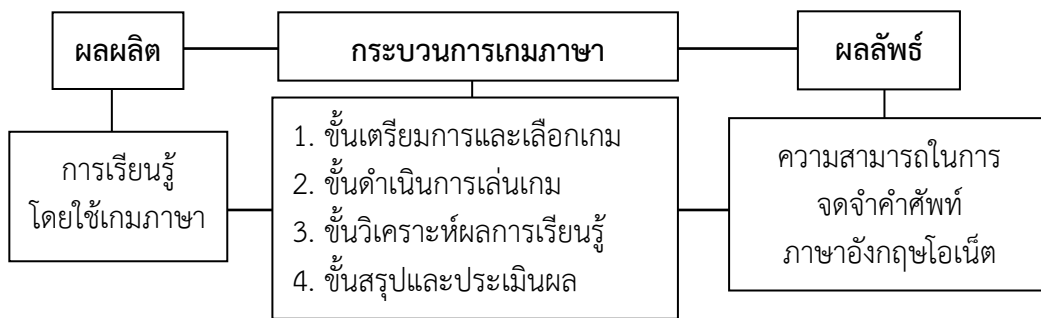 ผลผลิต
กระบวนการเกมภาษา
ผลลัพธ์
การเรียนรู้
โดยใช้เกมภาษา
1. ขั้นเตรียมการและเลือกเกม
2. ขั้นดำเนินการเล่นเกม
3. ขั้นวิเคราะห์ผลการเรียนรู้
4. ขั้นสรุปและประเมินผล
ความสามารถในการ
จดจำคำศัพท์
ภาษาอังกฤษโอเน็ต